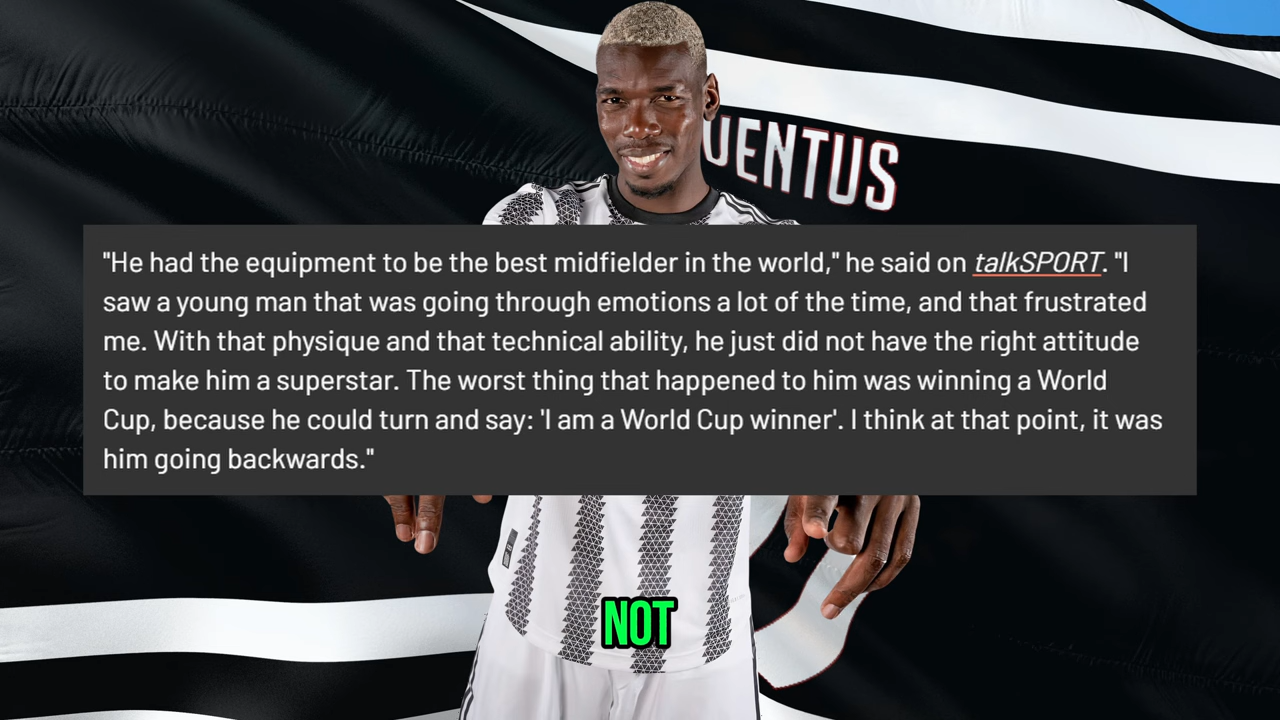 UENTUS
"He had the equipment to be the best midfielder in the world," he said on talkSPORT. "I
saw a young man that was going through emotions a lot of the time, and that frustrated
me. With that physique and that technical ability, he just did not have the right attitude
to make him a superstar. The worst thing that happened to him was winning a World
Cup, because he could turn and say: 'I am a World Cup winner'. I think at that point, it was
him going backwards."
NOT